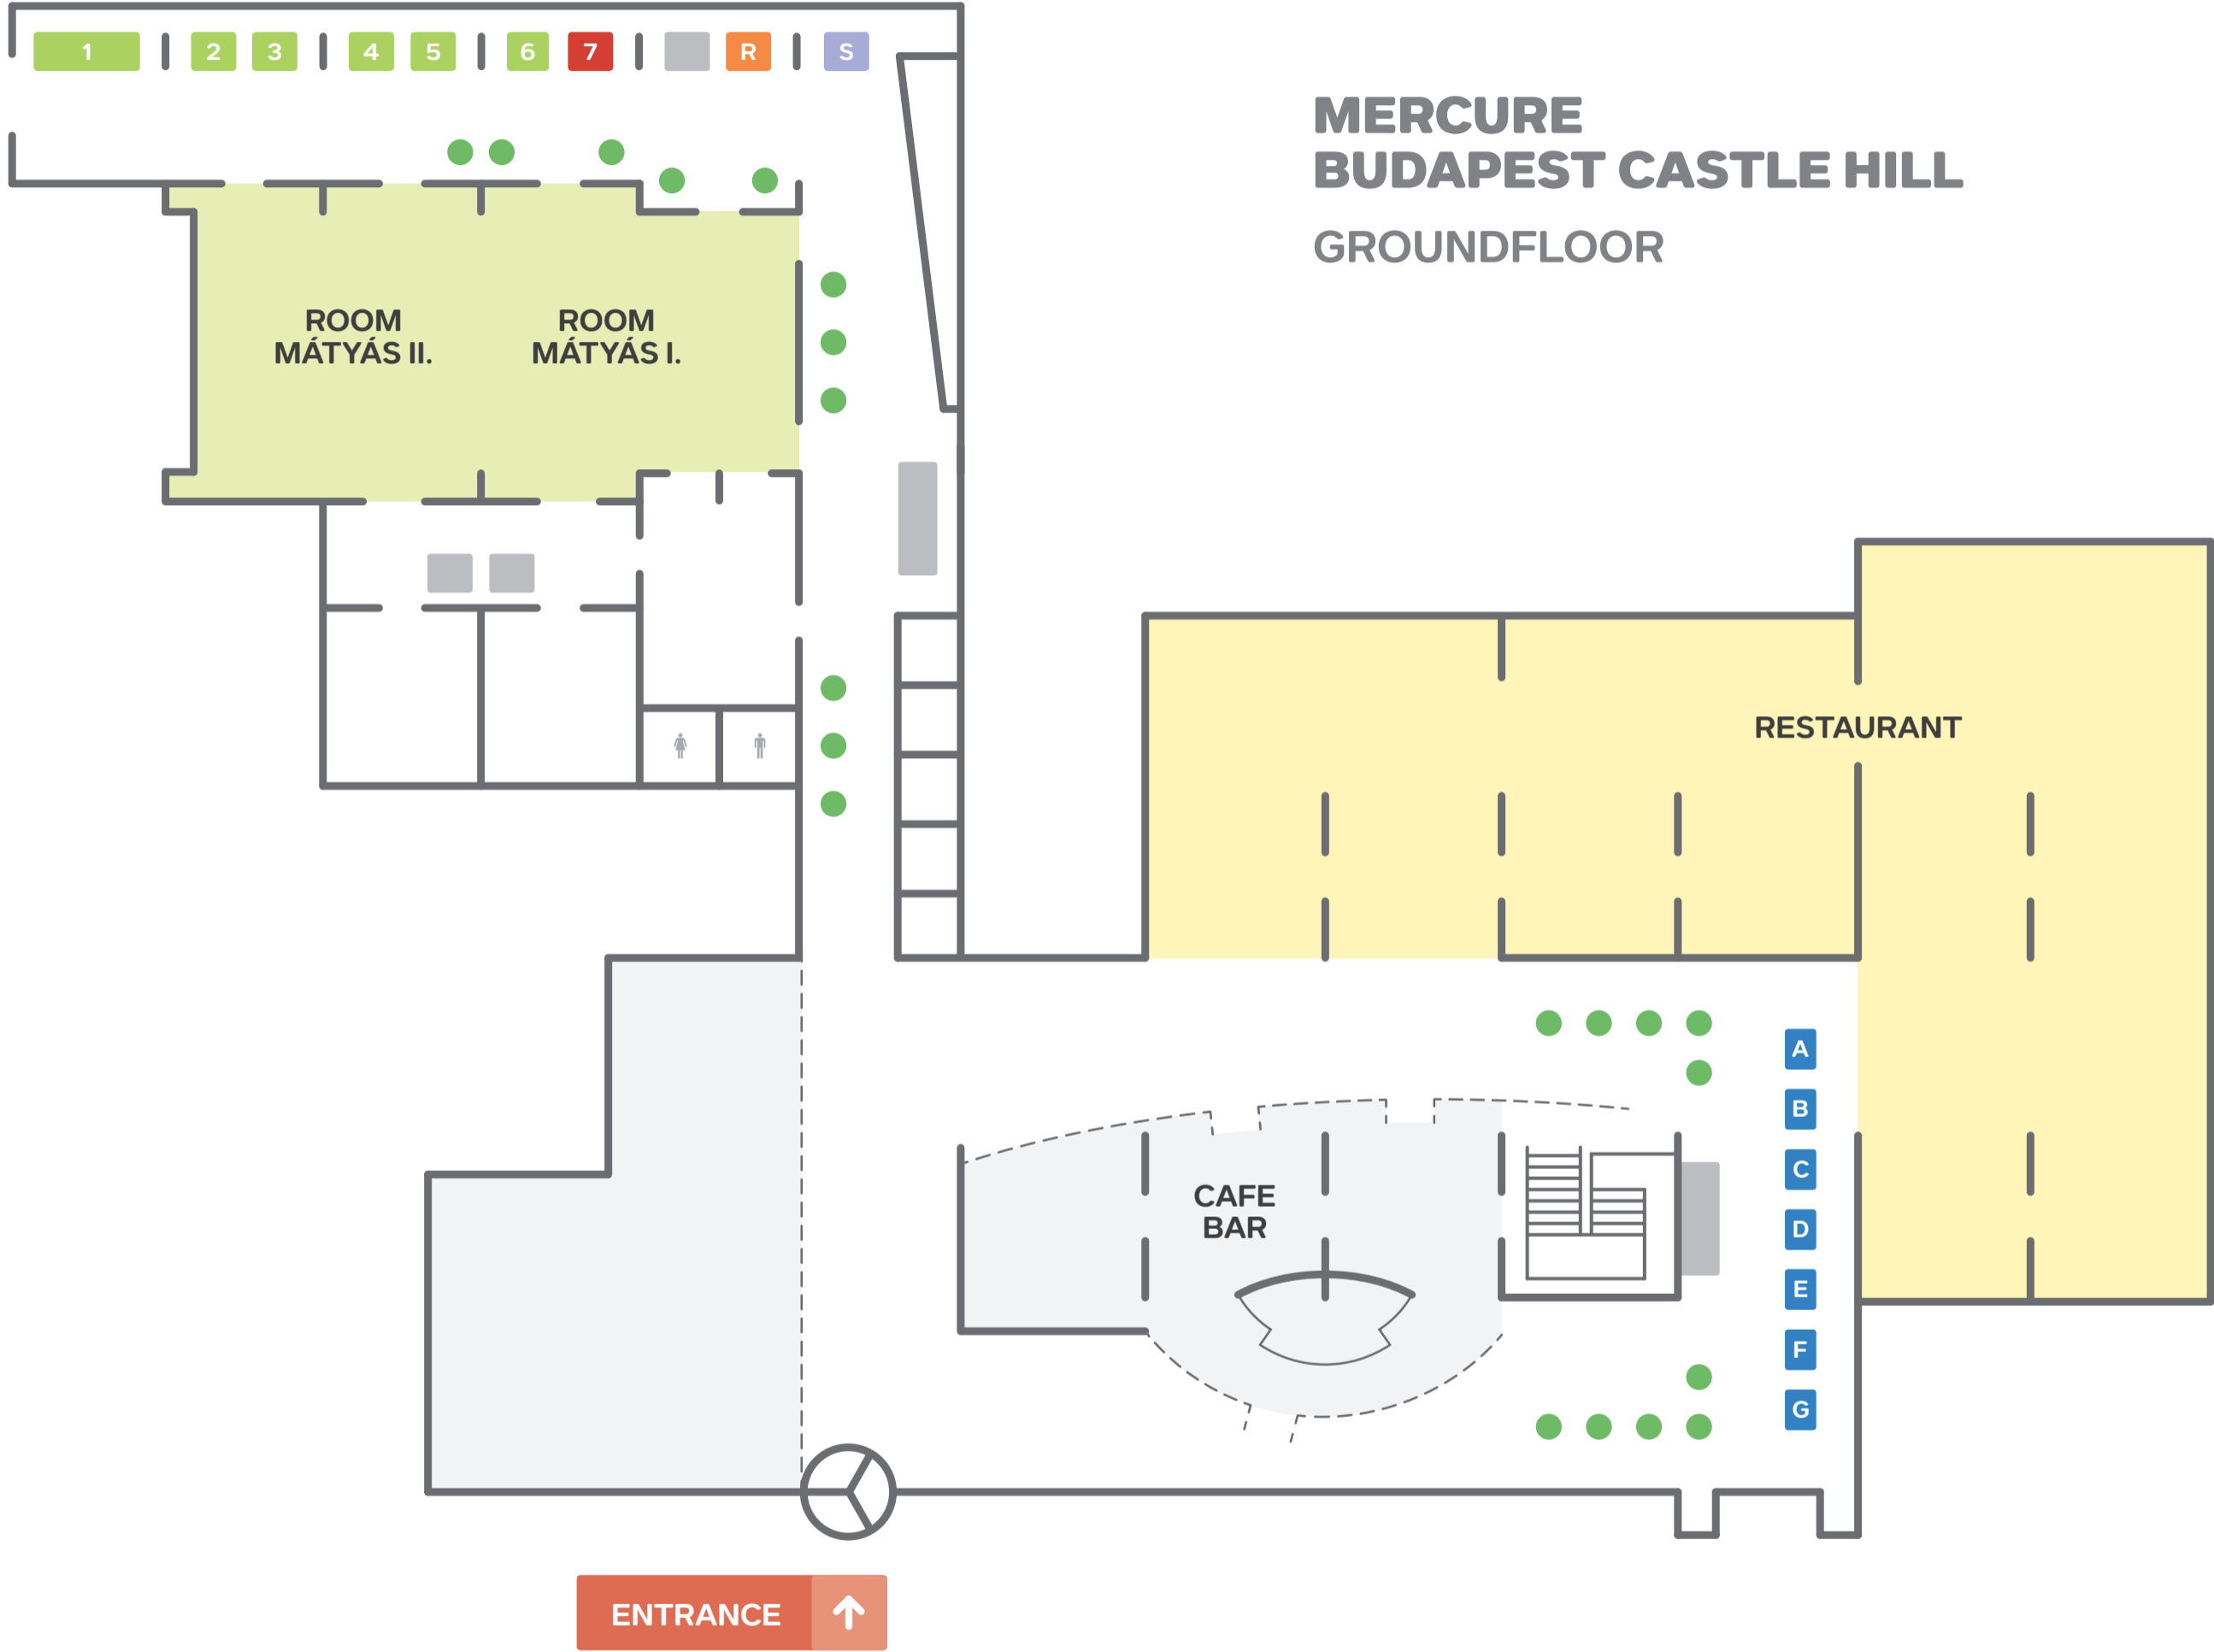 1 2 3 4 5 6 7 R S
MERCURE
BUDAPEST CASTLE HILL
GROUNDFLOOR
ROOM
MÁTYÁS II.
ROOM
MÁTYÁS I.
RESTAURANT
A
B
C
D
E
F
G
CAFE
BAR
ENTRANCE